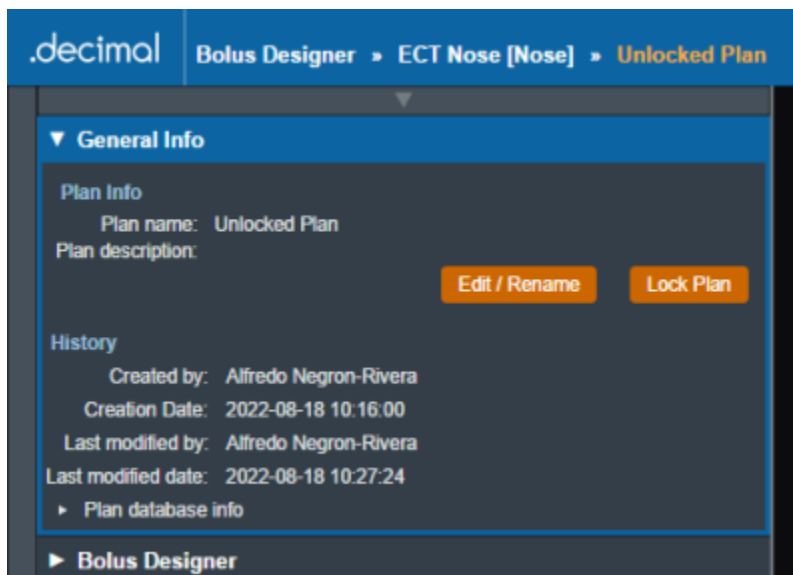 .decimal Bolus Designer » ECT Nose [Nose] » Unlocked Plan
General Info
Plan Info
Plan name: Unlocked Plan
Plan description:
Edit / Rename Lock Plan
History
Created by: Alfredo Negron-Rivera
Creation Date: 2022-08-18 10:16:00
Last modified by: Alfredo Negron-Rivera
Last modified date: 2022-08-18 10:27:24
Plan database info
Bolus Designer